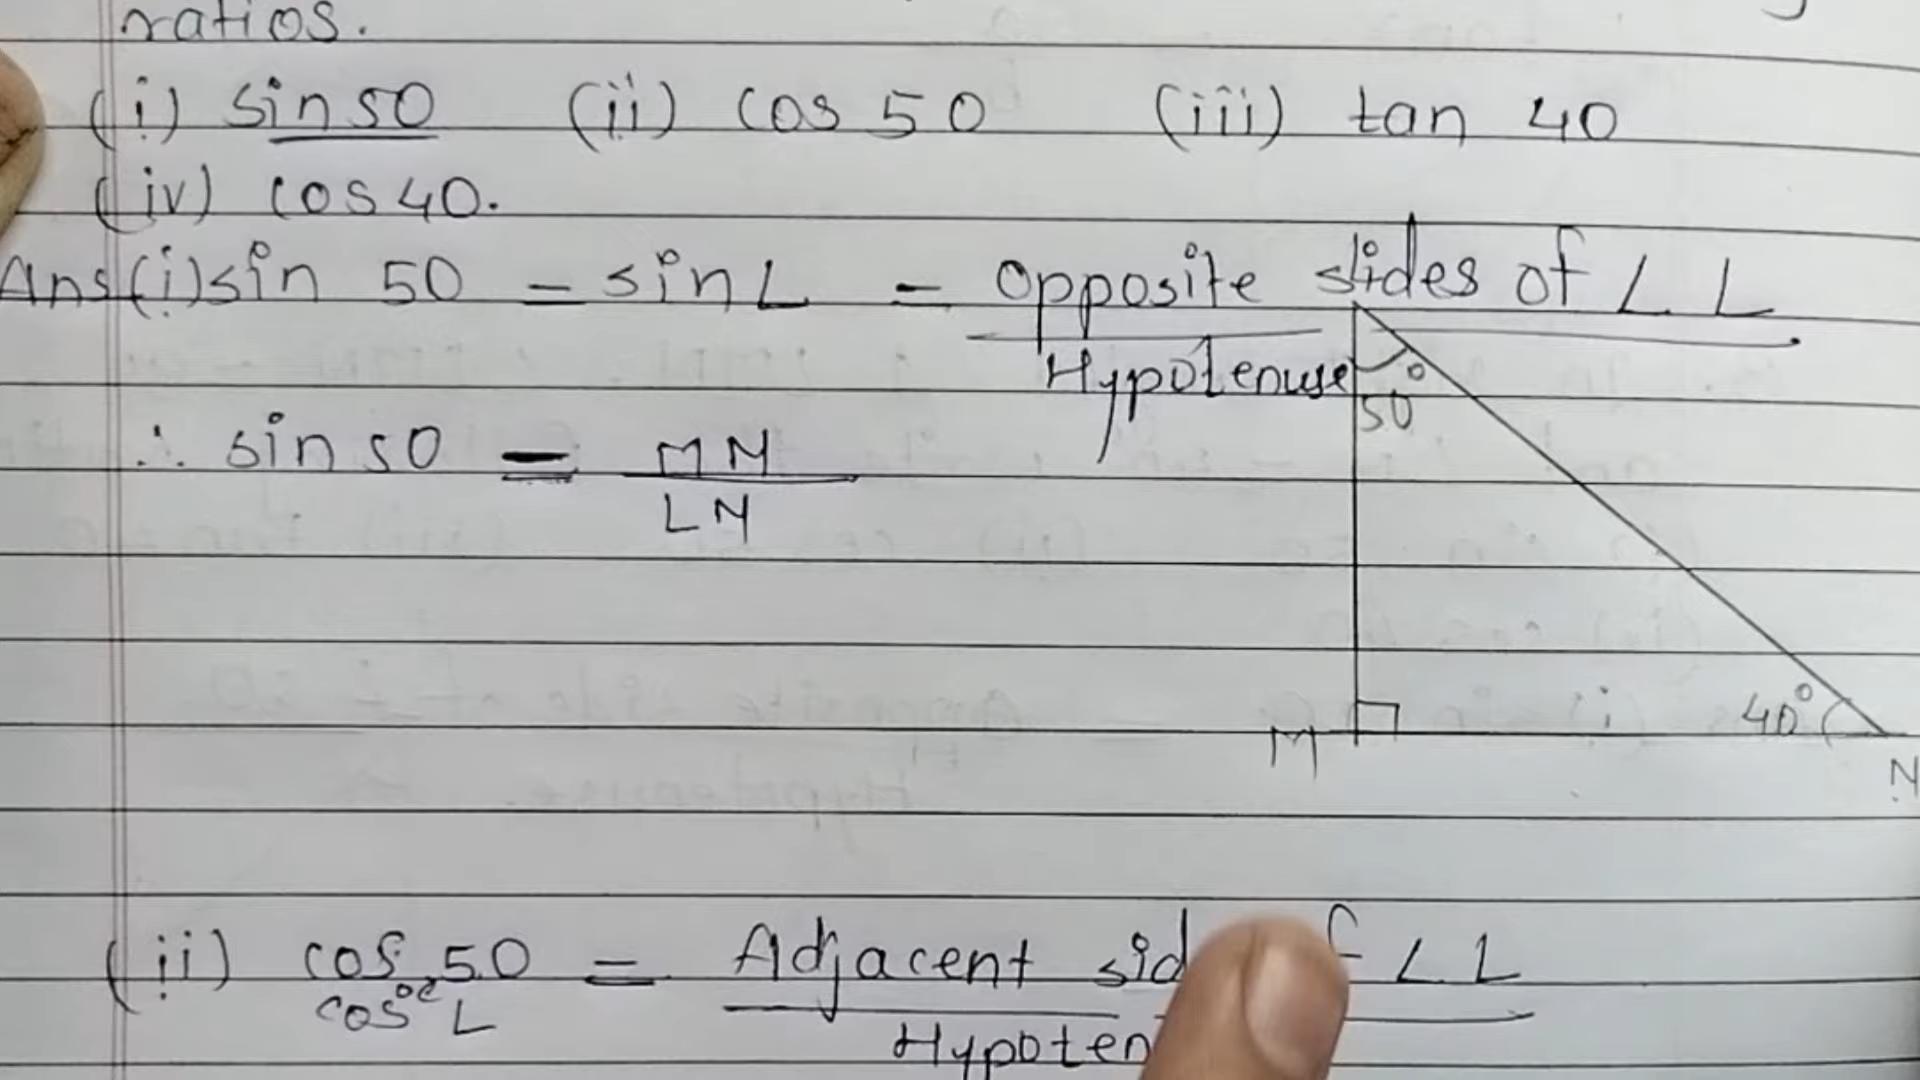 ratios.
(i) sin 50 (ii) cos 50 (iii) tan 40
(iv) cos 40.
Ans (i) sin 50 = sin L = Opposite sides of ∠ L
Hypotenuse
50°
∴ sin 50 = MN
LN
40°
M
N
(ii) cos 50 = Adjacent of ∠ L
cos L